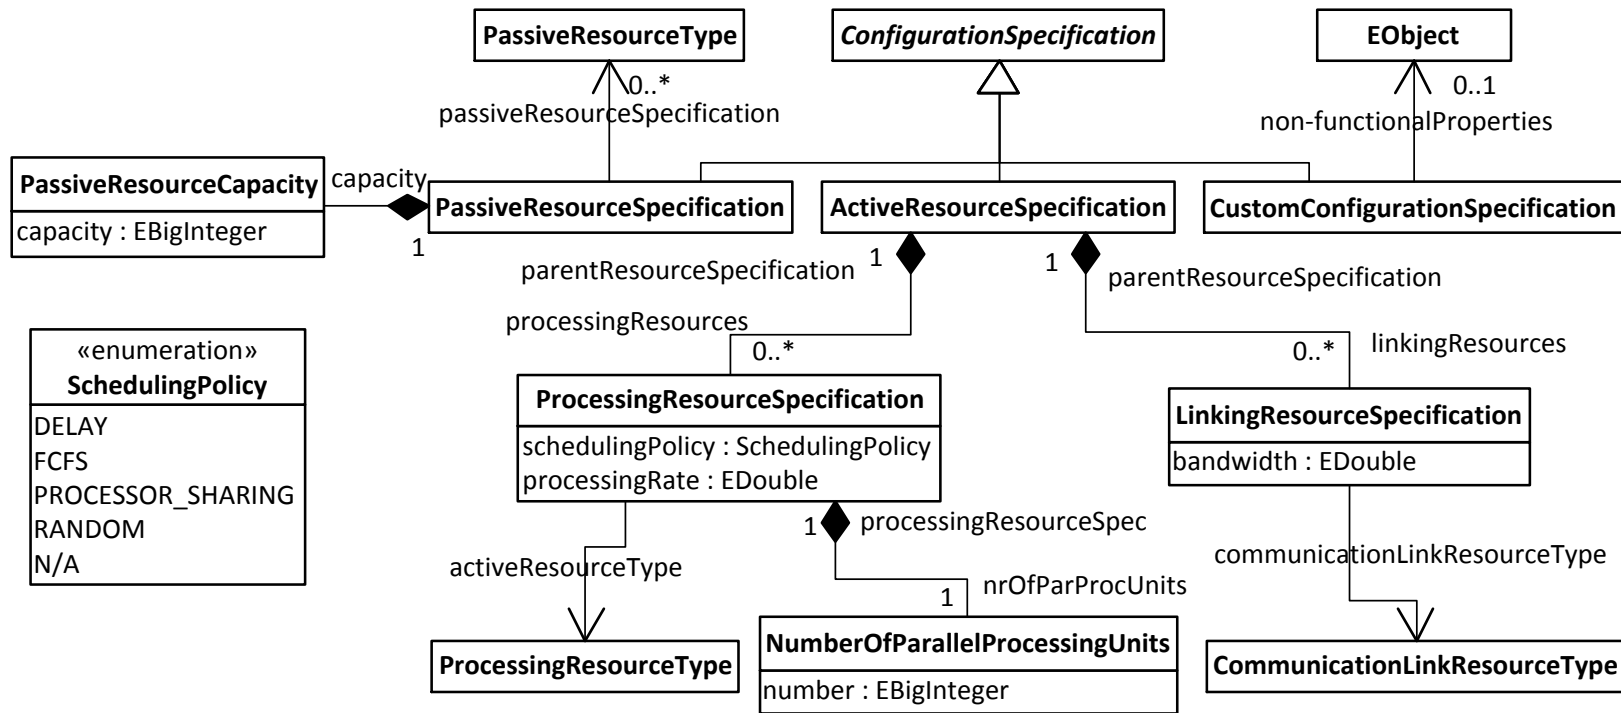 PassiveResourceType
ConfigurationSpecification
EObject
0..*
0..1
passiveResourceSpecification
non-functionalProperties
PassiveResourceCapacity
capacity : EBigInteger
capacity
1
PassiveResourceSpecification
ActiveResourceSpecification
CustomConfigurationSpecification
parentResourceSpecification
1
1
parentResourceSpecification
processingResources
0..*
0..*
linkingResources
«enumeration»
SchedulingPolicy
DELAY
FCFS
PROCESSOR_SHARING
RANDOM
N/A
ProcessingResourceSpecification
schedulingPolicy : SchedulingPolicy
processingRate : EDouble
LinkingResourceSpecification
bandwidth : EDouble
1
processingResourceSpec
activeResourceType
communicationLinkResourceType
1
nrOfParProcUnits
ProcessingResourceType
NumberOfParallelProcessingUnits
number : EBigInteger
CommunicationLinkResourceType